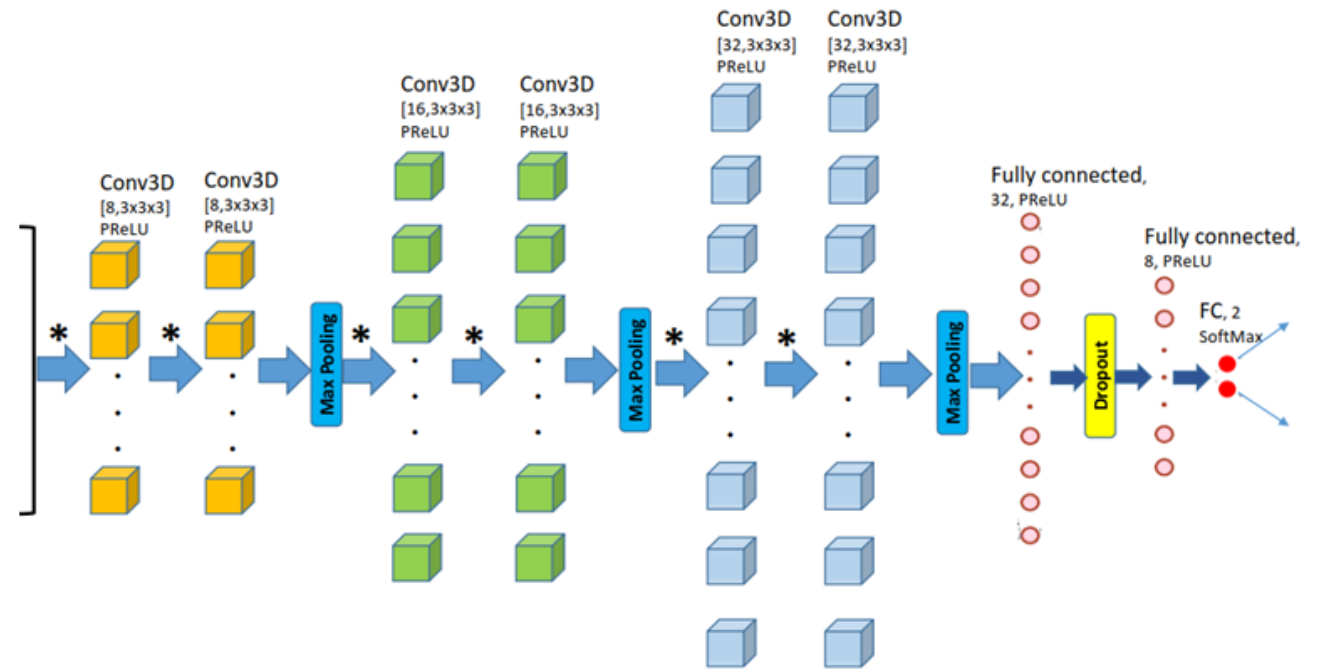 Conv3D
[8,3x3x3]
PReLU
Conv3D
[8,3x3x3]
PReLU
Max Pooling
Conv3D
[16,3x3x3]
PReLU
Conv3D
[16,3x3x3]
PReLU
Max Pooling
Conv3D
[32,3x3x3]
PReLU
Conv3D
[32,3x3x3]
PReLU
Max Pooling
Fully connected,
32, PReLU
Dropout
Fully connected,
8, PReLU
FC, 2
SoftMax
* * * * * *